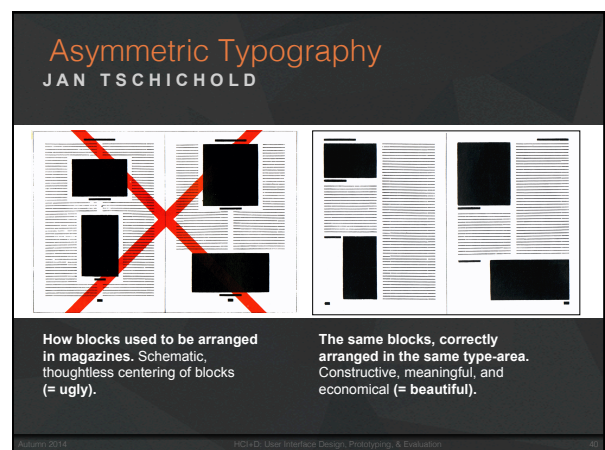 Asymmetric Typography
JAN TSCHICHOLD
How blocks used to be arranged
in magazines. Schematic,
thoughtless centering of blocks
(= ugly).
The same blocks, correctly
arranged in the same type-area.
Constructive, meaningful, and
economical (= beautiful).
Autumn 2014
HCI+D: User Interface Design, Prototyping, & Evaluation
40